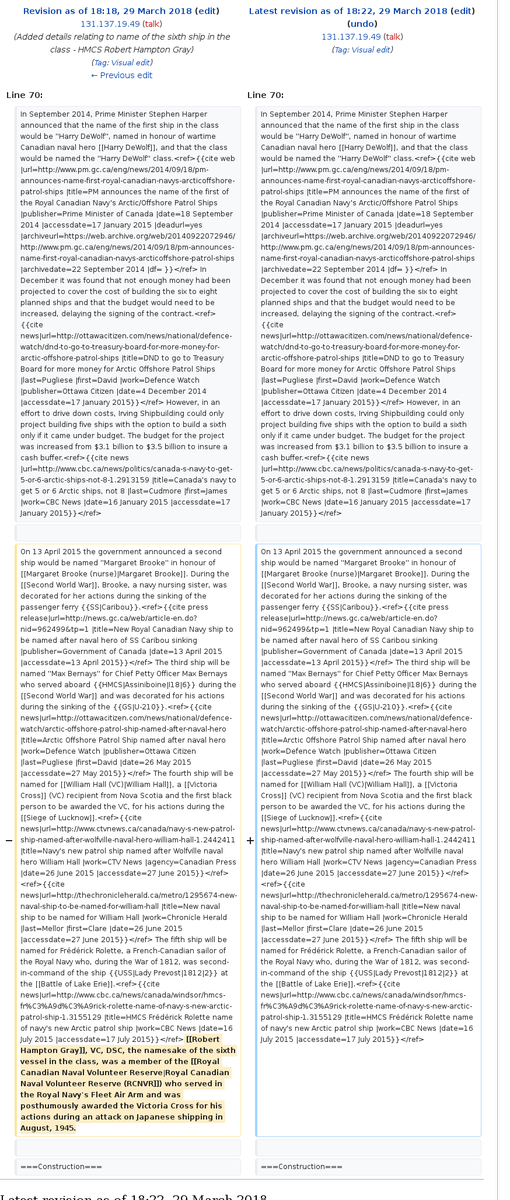 Revision as of 18:18, 29 March 2018 (edit)
131.137.19.49 (talk)
(Added details relating to name of the sixth ship in the
class - HMCS Robert Hampton Gray)
(Tag: Visual edit)
← Previous edit
Latest revision as of 18:22, 29 March 2018 (edit)
(undo)
131.137.19.49 (talk)
(Tag: Visual edit)
Line 70:
Line 70:
In September 2014, Prime Minister Stephen Harper
announced that the name of the first ship in the class
would be ''Harry DeWolf'', named in honour of wartime
Canadian naval hero [[Harry DeWolf]], and that the class
would be named the ''Harry DeWolf'' class.<ref>{{cite web
|url=http://www.pm.gc.ca/eng/news/2014/09/18/pm-
announces-name-first-royal-canadian-navys-arcticoffshore-
patrol-ships |title=PM announces the name of the first of
the Royal Canadian Navy's Arctic/Offshore Patrol Ships
|publisher=Prime Minister of Canada |date=18 September
2014 |accessdate=17 January 2015 |deadurl=yes
|archiveurl=https://web.archive.org/web/20140922072946/
http://www.pm.gc.ca/eng/news/2014/09/18/pm-announces-
name-first-royal-canadian-navys-arcticoffshore-patrol-ships
|archivedate=22 September 2014 |df= }}</ref> In
December it was found that not enough money had been
projected to cover the cost of building the six to eight
planned ships and that the budget would need to be
increased, delaying the signing of the contract.<ref>
{{cite
news|url=http://ottawacitizen.com/news/national/defence-
watch/dnd-to-go-to-treasury-board-for-more-money-for-
arctic-offshore-patrol-ships |title=DND to go to Treasury
Board for more money for Arctic Offshore Patrol Ships
|last=Pugliese |first=David |work=Defence Watch
|publisher=Ottawa Citizen |date=4 December 2014
|accessdate=17 January 2015}}</ref> However, in an
effort to drive down costs, Irving Shipbuilding could only
project building five ships with the option to build a sixth
only if it came under budget. The budget for the project
was increased from $3.1 billion to $3.5 billion to insure a
cash buffer.<ref>{{cite news
|url=http://www.cbc.ca/news/politics/canada-s-navy-to-get-
5-or-6-arctic-ships-not-8-1.2913159 |title=Canada's navy to
get 5 or 6 Arctic ships, not 8 |last=Cudmore |first=James
|work=CBC News |date=16 January 2015 |accessdate=17
January 2015}}</ref>
In September 2014, Prime Minister Stephen Harper
announced that the name of the first ship in the class
would be ''Harry DeWolf'', named in honour of wartime
Canadian naval hero [[Harry DeWolf]], and that the class
would be named the ''Harry DeWolf'' class.<ref>{{cite web
|url=http://www.pm.gc.ca/eng/news/2014/09/18/pm-
announces-name-first-royal-canadian-navys-arcticoffshore-
patrol-ships |title=PM announces the name of the first of
the Royal Canadian Navy's Arctic/Offshore Patrol Ships
|publisher=Prime Minister of Canada |date=18 September
2014 |accessdate=17 January 2015 |deadurl=yes
|archiveurl=https://web.archive.org/web/20140922072946/
http://www.pm.gc.ca/eng/news/2014/09/18/pm-announces-
name-first-royal-canadian-navys-arcticoffshore-patrol-ships
|archivedate=22 September 2014 |df= }}</ref> In
December it was found that not enough money had been
projected to cover the cost of building the six to eight
planned ships and that the budget would need to be
increased, delaying the signing of the contract.<ref>
{{cite
news|url=http://ottawacitizen.com/news/national/defence-
watch/dnd-to-go-to-treasury-board-for-more-money-for-
arctic-offshore-patrol-ships |title=DND to go to Treasury
Board for more money for Arctic Offshore Patrol Ships
|last=Pugliese |first=David |work=Defence Watch
|publisher=Ottawa Citizen |date=4 December 2014
|accessdate=17 January 2015}}</ref> However, in an
effort to drive down costs, Irving Shipbuilding could only
project building five ships with the option to build a sixth
only if it came under budget. The budget for the project
was increased from $3.1 billion to $3.5 billion to insure a
cash buffer.<ref>{{cite news
|url=http://www.cbc.ca/news/politics/canada-s-navy-to-get-
5-or-6-arctic-ships-not-8-1.2913159 |title=Canada's navy to
get 5 or 6 Arctic ships, not 8 |last=Cudmore |first=James
|work=CBC News |date=16 January 2015 |accessdate=17
January 2015}}</ref>
−
On 13 April 2015 the government announced a second
ship would be named ''Margaret Brooke'' in honour of
[[Margaret Brooke (nurse)|Margaret Brooke]]. During the
[[Second World War]], Brooke, a navy nursing sister, was
decorated for her actions during the sinking of the
passenger ferry {{SS|Caribou}}.<ref>{{cite press
release|url=http://news.gc.ca/web/article-en.do?
nid=962499&tp=1 |title=New Royal Canadian Navy ship to
be named after naval hero of SS Caribou sinking
|publisher=Government of Canada |date=13 April 2015
|accessdate=13 April 2015}}</ref> The third ship will be
named ''Max Bernays'' for Chief Petty Officer Max Bernays
who served aboard {{HMCS|Assiniboine|I18|6}} during the
[[Second World War]] and was decorated for his actions
during the sinking of the {{GS|U-210}}.<ref>{{cite
news|url=http://ottawacitizen.com/news/national/defence-
watch/arctic-offshore-patrol-ship-named-after-naval-hero
|title=Arctic Offshore Patrol Ship named after naval hero
|work=Defence Watch |publisher=Ottawa Citizen
|last=Pugliese |first=David |date=26 May 2015
|accessdate=27 May 2015}}</ref> The fourth ship will be
named for [[William Hall (VC)|William Hall]], a [[Victoria
Cross]] (VC) recipient from Nova Scotia and the first black
person to be awarded the VC, for his actions during the
[[Siege of Lucknow]].<ref>{{cite
news|url=http://www.ctvnews.ca/canada/navy-s-new-patrol-
ship-named-after-wolfville-naval-hero-william-hall-1.2442411
|title=Navy's new patrol ship named after Wolfville naval
hero William Hall |work=CTV News |agency=Canadian Press
|date=26 June 2015 |accessdate=27 June 2015}}</ref>
<ref>{{cite
news|url=http://thechronicleherald.ca/metro/1295674-new-
naval-ship-to-be-named-for-william-hall |title=New naval
ship to be named for William Hall |work=Chronicle Herald
|last=Mellor |first=Clare |date=26 June 2015
|accessdate=27 June 2015}}</ref> The fifth ship will be
named for Frédérick Rolette, a French-Canadian sailor of
the Royal Navy who, during the War of 1812, was second-
in-command of the ship {{USS|Lady Prevost|1812|2}} at
the [[Battle of Lake Erie]].<ref>{{cite
news|url=http://www.cbc.ca/news/canada/windsor/hmcs-
fr%C3%A9d%C3%A9rick-rolette-name-of-navy-s-new-arctic-
patrol-ship-1.3155129 |title=HMCS Frédérick Rolette name
of navy's new Arctic patrol ship |work=CBC News |date=16
July 2015 |accessdate=17 July 2015}}</ref> [[Robert
Hampton Gray]], VC, DSC, the namesake of the sixth
vessel in the class, was a member of the [[Royal
Canadian Naval Volunteer Reserve|Royal Canadian
Naval Volunteer Reserve (RCNVR]]) who served in
the Royal Navy's Fleet Air Arm and was
posthumously awarded the Victoria Cross for his
actions during an attack on Japanese shipping in
August, 1945.
+
On 13 April 2015 the government announced a second
ship would be named ''Margaret Brooke'' in honour of
[[Margaret Brooke (nurse)|Margaret Brooke]]. During the
[[Second World War]], Brooke, a navy nursing sister, was
decorated for her actions during the sinking of the
passenger ferry {{SS|Caribou}}.<ref>{{cite press
release|url=http://news.gc.ca/web/article-en.do?
nid=962499&tp=1 |title=New Royal Canadian Navy ship to
be named after naval hero of SS Caribou sinking
|publisher=Government of Canada |date=13 April 2015
|accessdate=13 April 2015}}</ref> The third ship will be
named ''Max Bernays'' for Chief Petty Officer Max Bernays
who served aboard {{HMCS|Assiniboine|I18|6}} during the
[[Second World War]] and was decorated for his actions
during the sinking of the {{GS|U-210}}.<ref>{{cite
news|url=http://ottawacitizen.com/news/national/defence-
watch/arctic-offshore-patrol-ship-named-after-naval-hero
|title=Arctic Offshore Patrol Ship named after naval hero
|work=Defence Watch |publisher=Ottawa Citizen
|last=Pugliese |first=David |date=26 May 2015
|accessdate=27 May 2015}}</ref> The fourth ship will be
named for [[William Hall (VC)|William Hall]], a [[Victoria
Cross]] (VC) recipient from Nova Scotia and the first black
person to be awarded the VC, for his actions during the
[[Siege of Lucknow]].<ref>{{cite
news|url=http://www.ctvnews.ca/canada/navy-s-new-patrol-
ship-named-after-wolfville-naval-hero-william-hall-1.2442411
|title=Navy's new patrol ship named after Wolfville naval
hero William Hall |work=CTV News |agency=Canadian Press
|date=26 June 2015 |accessdate=27 June 2015}}</ref>
<ref>{{cite
news|url=http://thechronicleherald.ca/metro/1295674-new-
naval-ship-to-be-named-for-william-hall |title=New naval
ship to be named for William Hall |work=Chronicle Herald
|last=Mellor |first=Clare |date=26 June 2015
|accessdate=27 June 2015}}</ref> The fifth ship will be
named for Frédérick Rolette, a French-Canadian sailor of
the Royal Navy who, during the War of 1812, was second-
in-command of the ship {{USS|Lady Prevost|1812|2}} at
the [[Battle of Lake Erie]].<ref>{{cite
news|url=http://www.cbc.ca/news/canada/windsor/hmcs-
fr%C3%A9d%C3%A9rick-rolette-name-of-navy-s-new-arctic-
patrol-ship-1.3155129 |title=HMCS Frédérick Rolette name
of navy's new Arctic patrol ship |work=CBC News |date=16
July 2015 |accessdate=17 July 2015}}</ref>
===Construction===
===Construction===
Latest revision as of 18:22, 29 March 2018